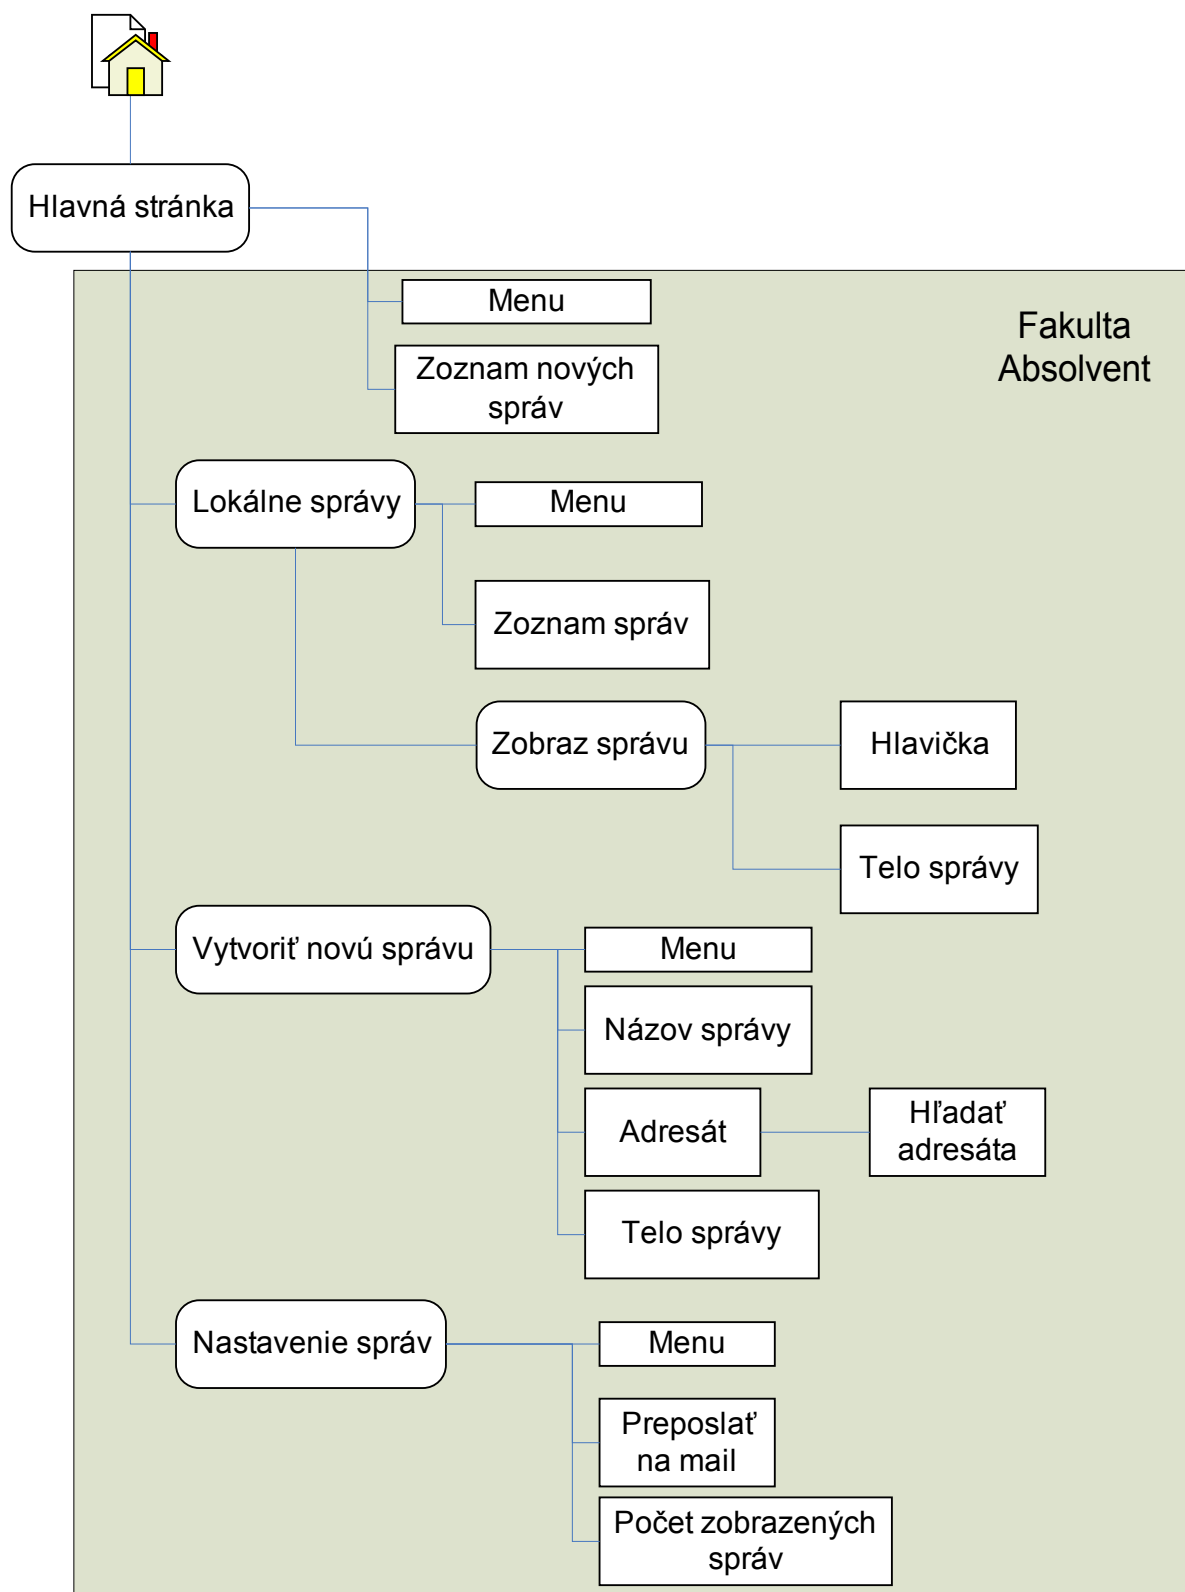 Hlavná stránka
Menu
Fakulta
Absolvent
Zoznam nových
správ
Lokálne správy
Menu
Zoznam správ
Zobraz správu
Hlavička
Telo správy
Vytvoriť novú správu
Menu
Názov správy
Adresát
Hľadať
adresáta
Telo správy
Nastavenie správ
Menu
Preposlať
na mail
Počet zobrazených
správ